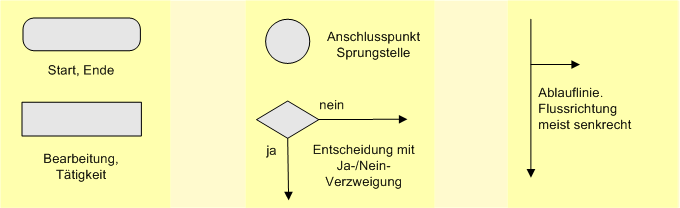 Start, Ende
Bearbeitung,
Tätigkeit
Anschlusspunkt
Sprungstelle
nein
ja
Entscheidung mit
Ja-/Nein-
Verzweigung
Ablauflinie.
Flussrichtung
meist senkrecht